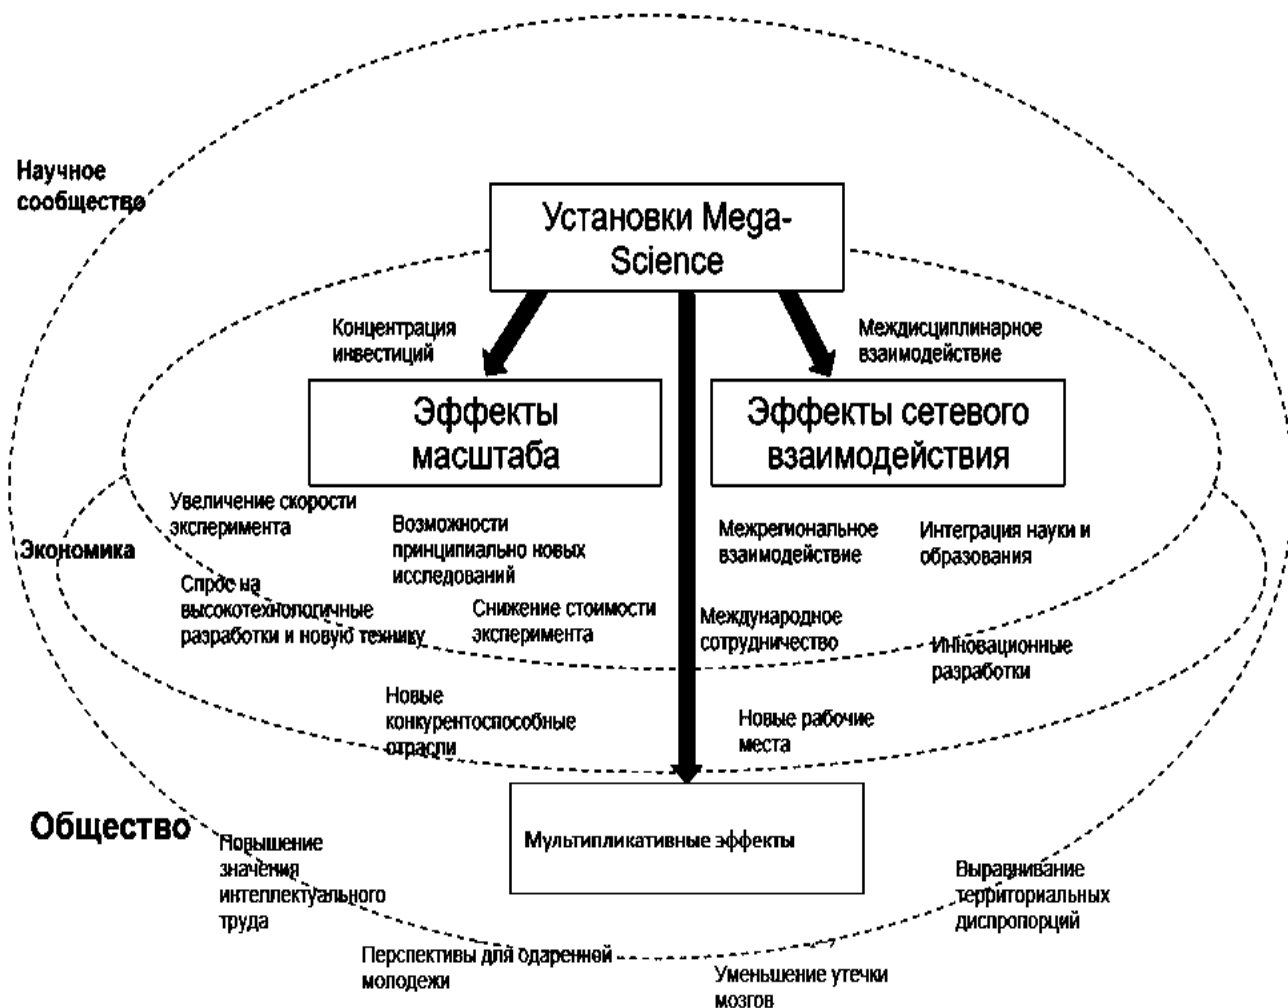 Научное
сообщество
Установки Mega-
Science
Концентрация
инвестиций
Междисциплинарное
взаимодействие
Эффекты
масштаба
Эффекты сетевого
взаимодействия
Увеличение скорости
эксперимента
Возможности
принципиально новых
исследований
Межрегиональное
взаимодействие
Интеграция науки и
образования
Экономика
Спрос на
высокотехнологичные
разработки и новую технику
Снижение стоимости
эксперимента
Международное
сотрудничество
Инновационные
разработки
Новые
конкурентоспособные
отрасли
Новые рабочие
места
Общество
Мультипликативные эффекты
Повышение
значения
интеллектуального
труда
Выравнивание
территориальных
диспропорций
Перспективы для одаренной
молодежи
Уменьшение утечки
мозгов